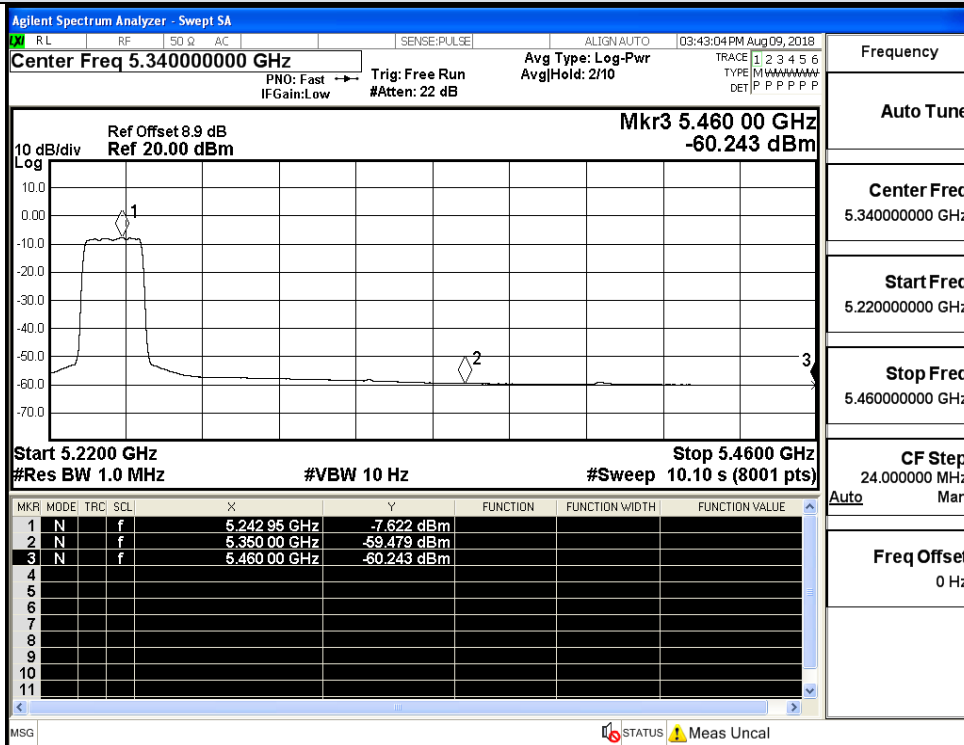 Agilent Spectrum Analyzer - Swept SA
LXI RL RF 50 Ω AC SENSE:PULSE ALIGN AUTO 03:43:04 PM Aug 09, 2018
Center Freq 5.340000000 GHz
PNO: Fast
IFGain:Low
Trig: Free Run
#Atten: 22 dB
Avg Type: Log-Pwr
Avg|Hold: 2/10
TRACE 1 2 3 4 5 6
TYPE M WWWWW
DET P P P P P P
Mkr3 5.460 00 GHz
-60.243 dBm
Ref Offset 8.9 dB
10 dB/div Ref 20.00 dBm
Log
10.0
0.00
-10.0
-20.0
-30.0
-40.0
-50.0
-60.0
-70.0
1
2
3
Start 5.2200 GHz Stop 5.4600 GHz
#Res BW 1.0 MHz #VBW 10 Hz #Sweep 10.10 s (8001 pts)
MKR MODE TRC SCL X Y FUNCTION FUNCTION WIDTH FUNCTION VALUE
1 N f 5.242 95 GHz -7.622 dBm
2 N f 5.350 00 GHz -59.479 dBm
3 N f 5.460 00 GHz -60.243 dBm
4
5
6
7
8
9
10
11
MSG STATUS Meas Uncal
Frequency
Auto Tune
Center Freq
5.340000000 GHz
Start Freq
5.220000000 GHz
Stop Freq
5.460000000 GHz
CF Step
24.000000 MHz
Auto Man
Freq Offset
0 Hz